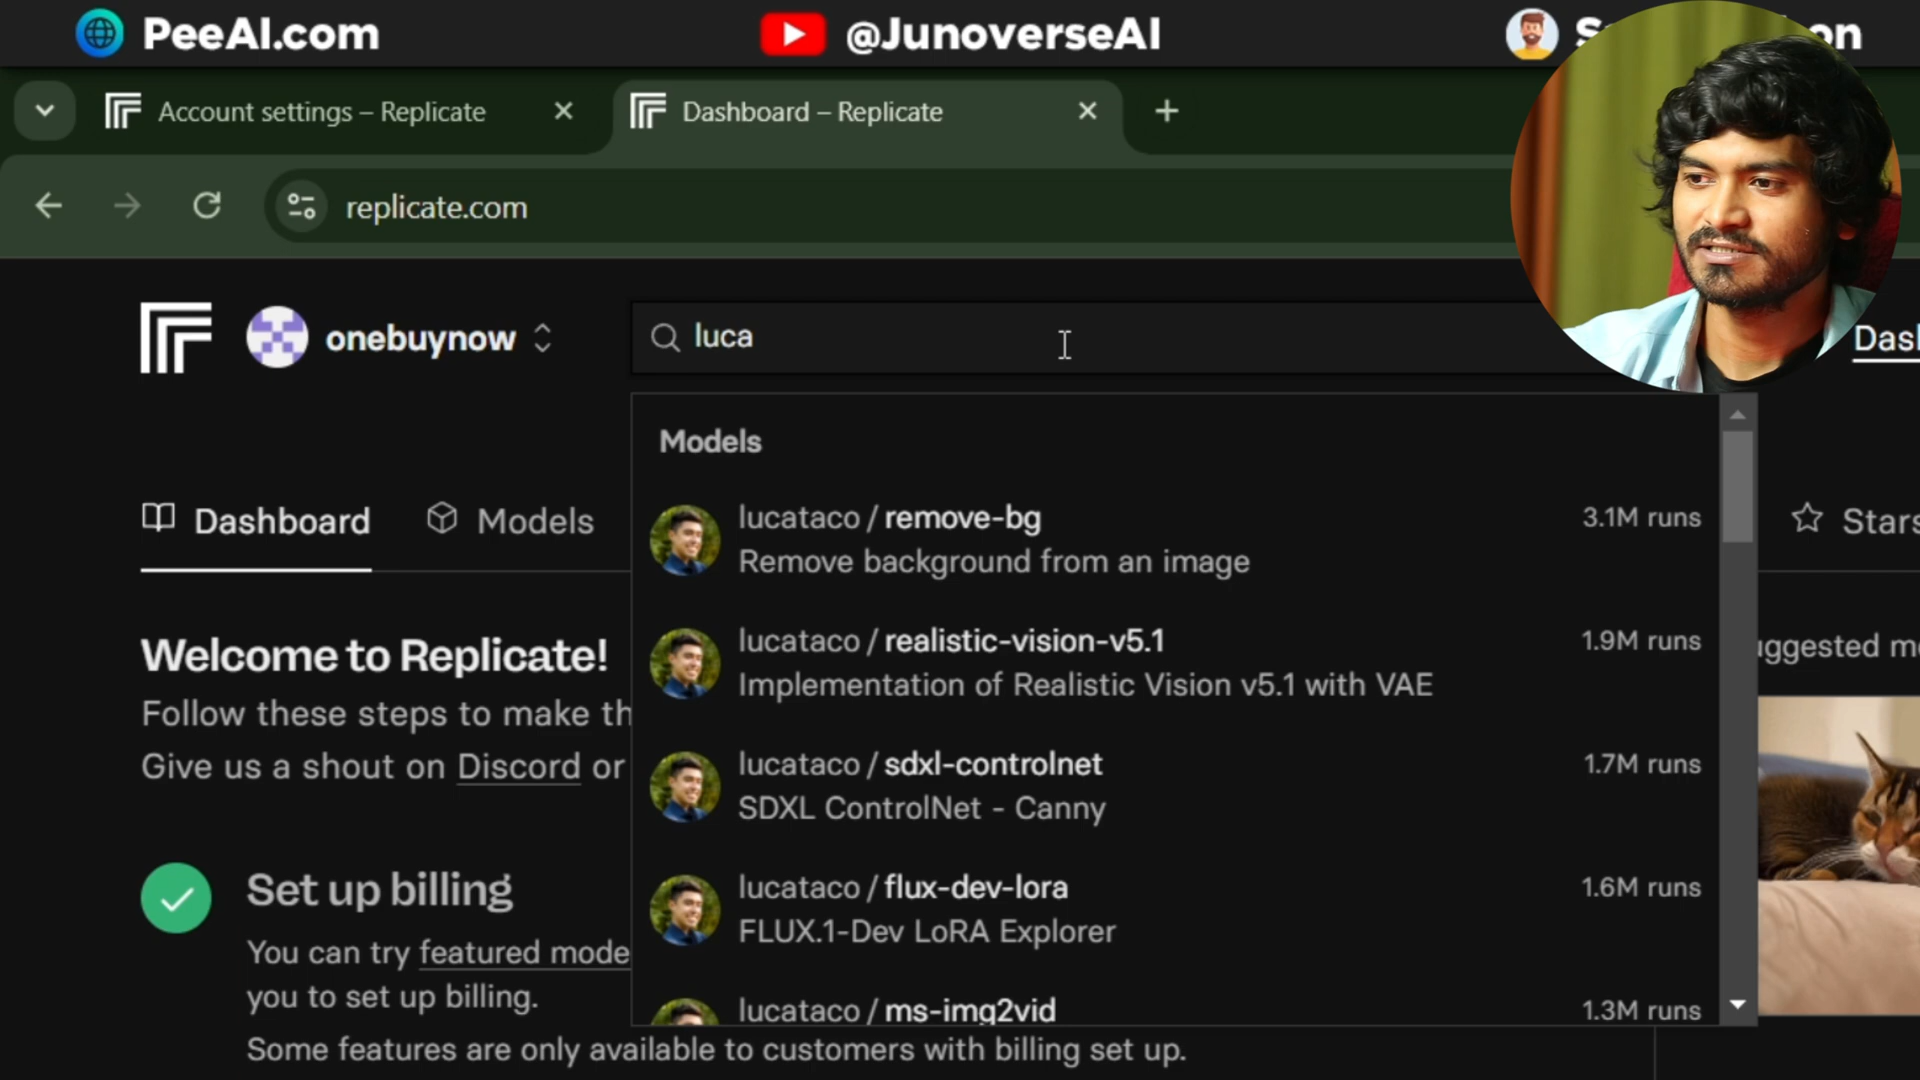 PeeAI.com
@JunoverseAI
Account settings – Replicate
Dashboard – Replicate
replicate.com
onebuynow
luca
Dashboard
Models
Stars
Models
lucataco / remove-bg
3.1M runs
Remove background from an image
lucataco / realistic-vision-v5.1
1.9M runs
Implementation of Realistic Vision v5.1 with VAE
lucataco / sdxl-controlnet
1.7M runs
SDXL ControlNet - Canny
lucataco / flux-dev-lora
1.6M runs
FLUX.1-Dev LoRA Explorer
lucataco / ms-img2vid
1.3M runs
Welcome to Replicate!
Follow these steps to make
Give us a shout on Discord or
Set up billing
You can try featured
you to set up billing.
Some features are only available to customers with billing set up.